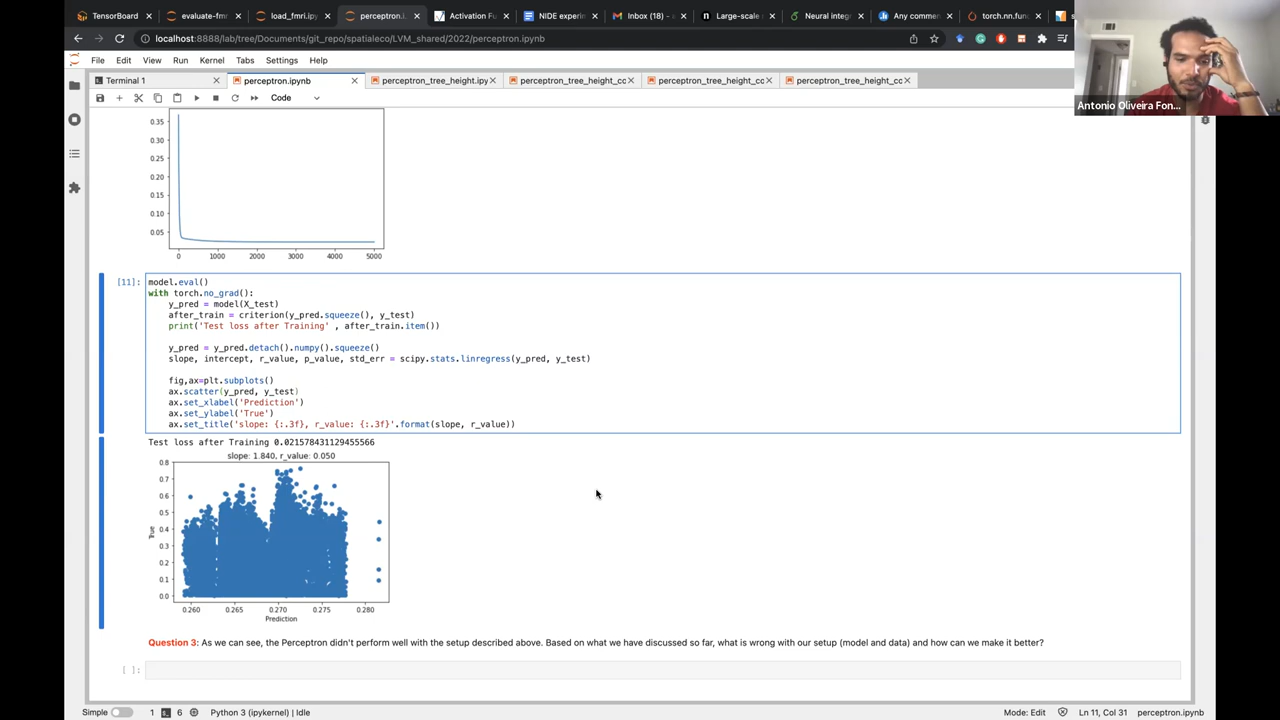 TensorBoard
evaluate-fmr
load_fmri.ipy
perceptron.i
Activation Fu
NIDE experim
Inbox (18) -
Large-scale
Neural integ
Any commen
torch.nn.func
localhost:8888/lab/tree/Documents/git_repo/spatialeco/LVM_shared/2022/perceptron.ipynb
Antonio Oliveira Fon...
File Edit View Run Kernel Tabs Settings Help
Terminal 1
perceptron.ipynb
perceptron_tree_height.ipy
perceptron_tree_height_cc
perceptron_tree_height_cc
perceptron_tree_height_cc
Code
0.35
0.30
0.25
0.20
0.15
0.10
0.05
0 1000 2000 3000 4000 5000
[11]:
model.eval()
with torch.no_grad():
y_pred = model(X_test)
after_train = criterion(y_pred.squeeze(), y_test)
print('Test loss after Training' , after_train.item())
y_pred = y_pred.detach().numpy().squeeze()
slope, intercept, r_value, p_value, std_err = scipy.stats.linregress(y_pred, y_test)
fig,ax=plt.subplots()
ax.scatter(y_pred, y_test)
ax.set_xlabel('Prediction')
ax.set_ylabel('True')
ax.set_title('slope: {:.3f}, r_value: {:.3f}'.format(slope, r_value))
Test loss after Training 0.021578431129455566
slope: 1.840, r_value: 0.050
0.8
0.7
0.6
0.5
0.4
0.3
0.2
0.1
0.0
True
0.260 0.265 0.270 0.275 0.280
Prediction
Question 3: As we can see, the Perceptron didn't perform well with the setup described above. Based on what we have discussed so far, what is wrong with our setup (model and data) and how can we make it better?
[ ]:
Simple 1 6 Python 3 (ipykernel) | Idle
Mode: Edit Ln 11, Col 31 perceptron.ipynb